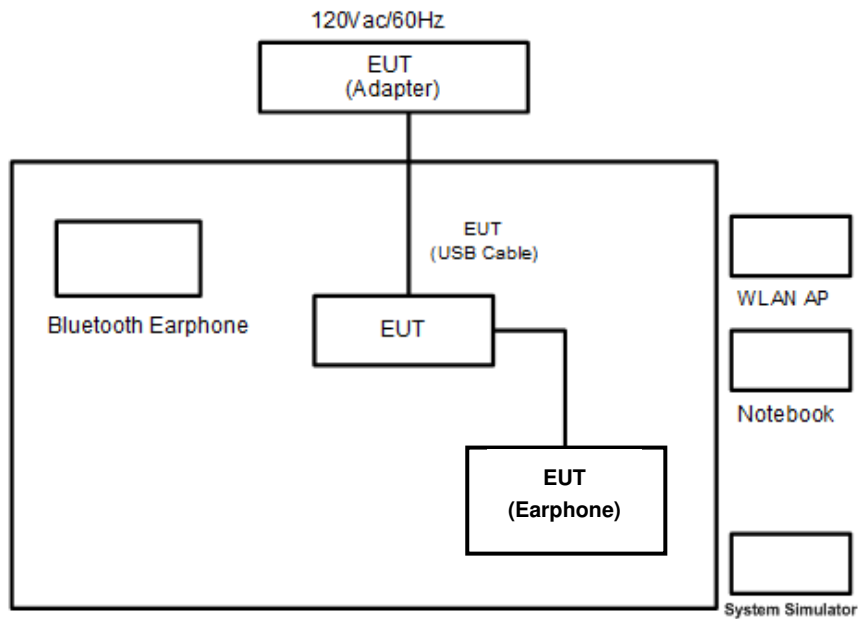 120Vac/60Hz
EUT
(Adapter)
EUT
(USB Cable)
WLAN AP
Bluetooth Earphone
EUT
Notebook
EUT
(Earphone)
System Simulator